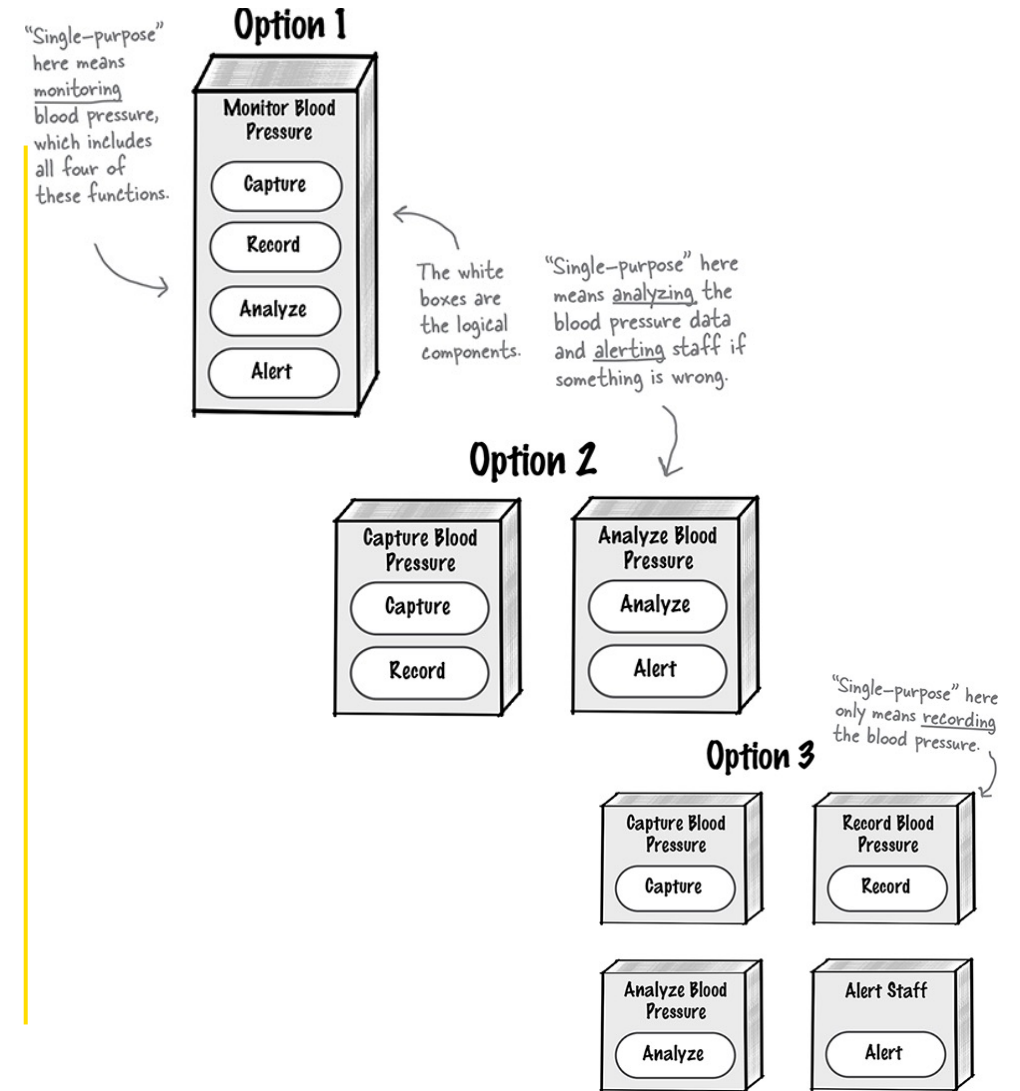 Option 1
“Single-purpose”
here means
monitoring
blood pressure,
which includes
all four of
these functions.
Monitor Blood
Pressure
Capture
Record
Analyze
Alert
The white
boxes are
the logical
components.
“Single-purpose” here
means analyzing the
blood pressure data
and alerting staff if
something is wrong.
Option 2
Capture Blood
Pressure
Capture
Record
Analyze Blood
Pressure
Analyze
Alert
“Single-purpose” here
only means recording
the blood pressure.
Option 3
Capture Blood
Pressure
Capture
Record Blood
Pressure
Record
Analyze Blood
Pressure
Analyze
Alert Staff
Alert